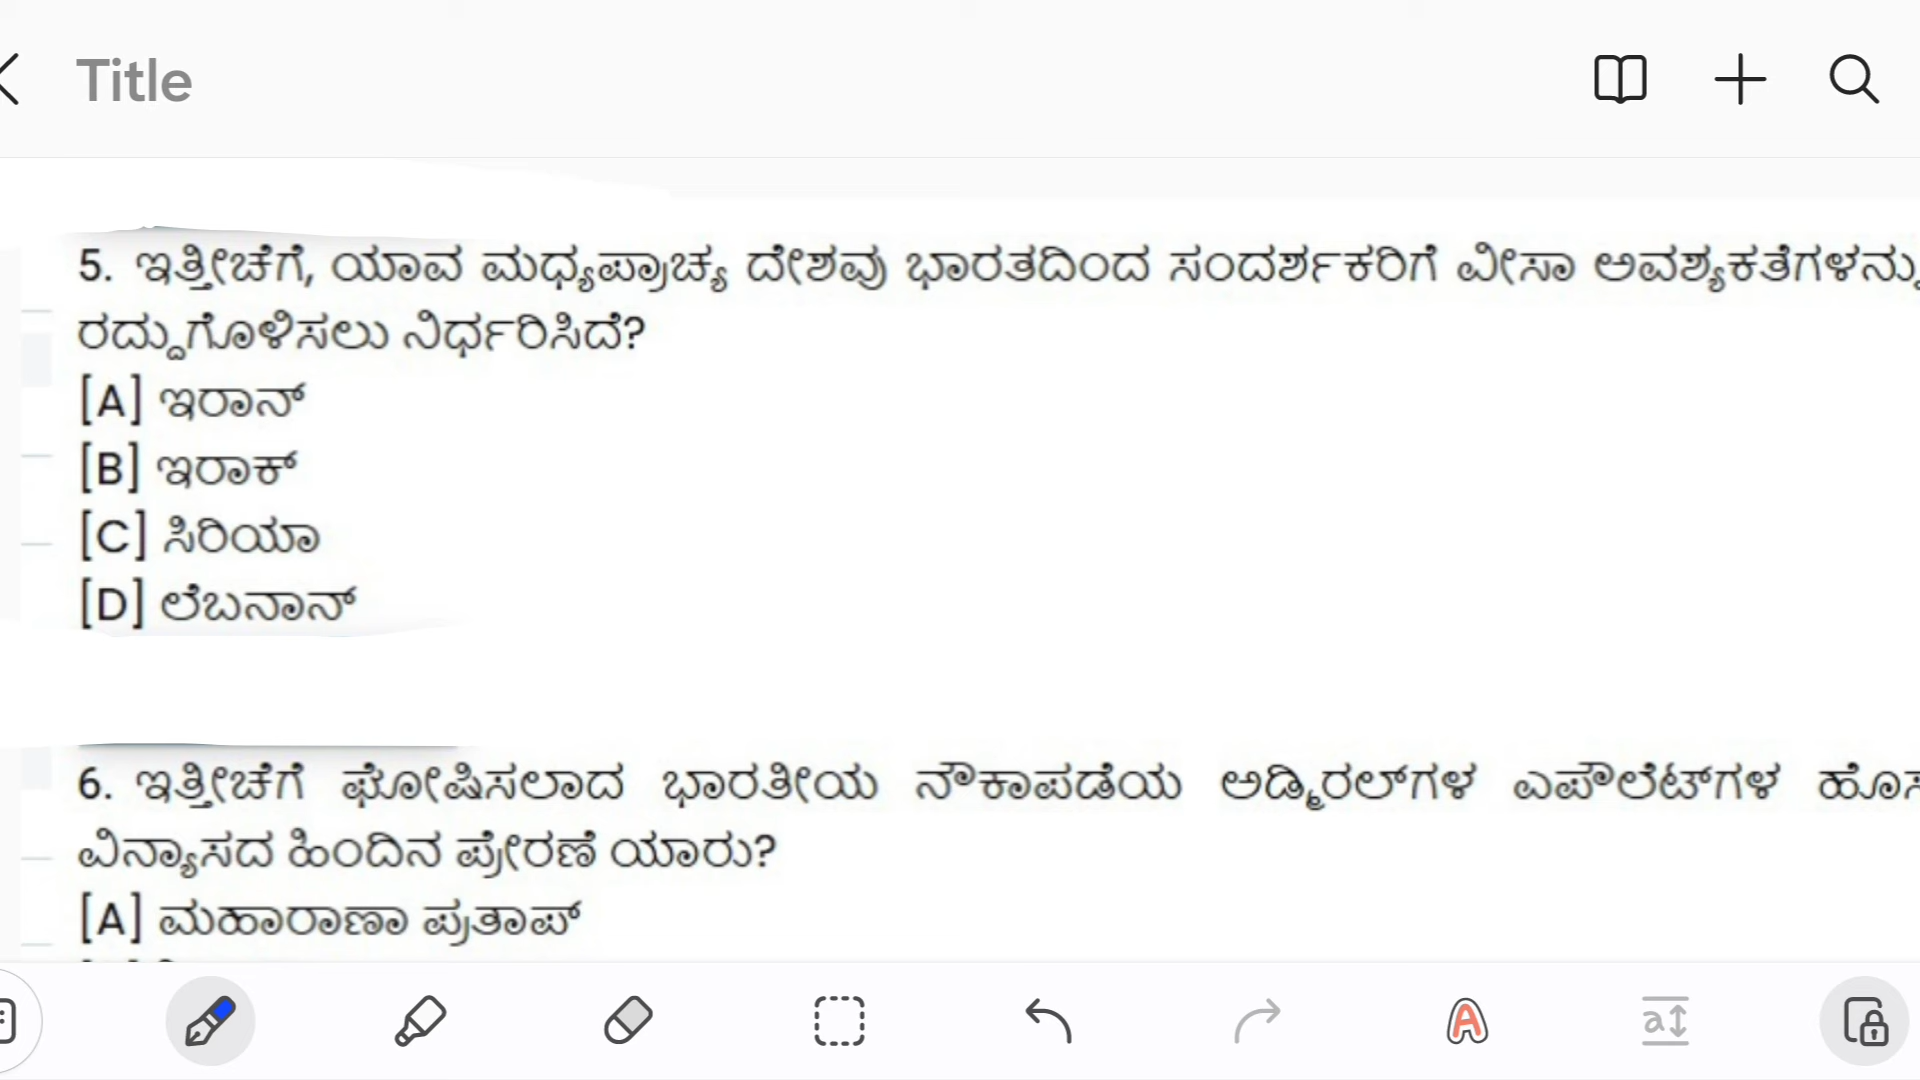 Title
5. ಇತ್ತೀಚೆಗೆ, ಯಾವ ಮಧ್ಯಪ್ರಾಚ್ಯ ದೇಶವು ಭಾರತದಿಂದ ಸಂದರ್ಶಕರಿಗೆ ವೀಸಾ ಅವಶ್ಯಕತೆಗಳನ್ನು
ರದ್ದುಗೊಳಿಸಲು ನಿರ್ಧರಿಸಿದೆ?
[A] ಇರಾನ್
[B] ಇರಾಕ್
[C] ಸಿರಿಯಾ
[D] ಲೆಬನಾನ್
6. ಇತ್ತೀಚೆಗೆ ಘೋಷಿಸಲಾದ ಭಾರತೀಯ ನೌಕಾಪಡೆಯ ಅಡ್ಮಿರಲ್‌ಗಳ ಎಪೌಲೆಟ್‌ಗಳ
ವಿನ್ಯಾಸದ ಹಿಂದಿನ ಪ್ರೇರಣೆ ಯಾರು?
[A] ಮಹಾರಾಣಾ ಪ್ರತಾಪ್